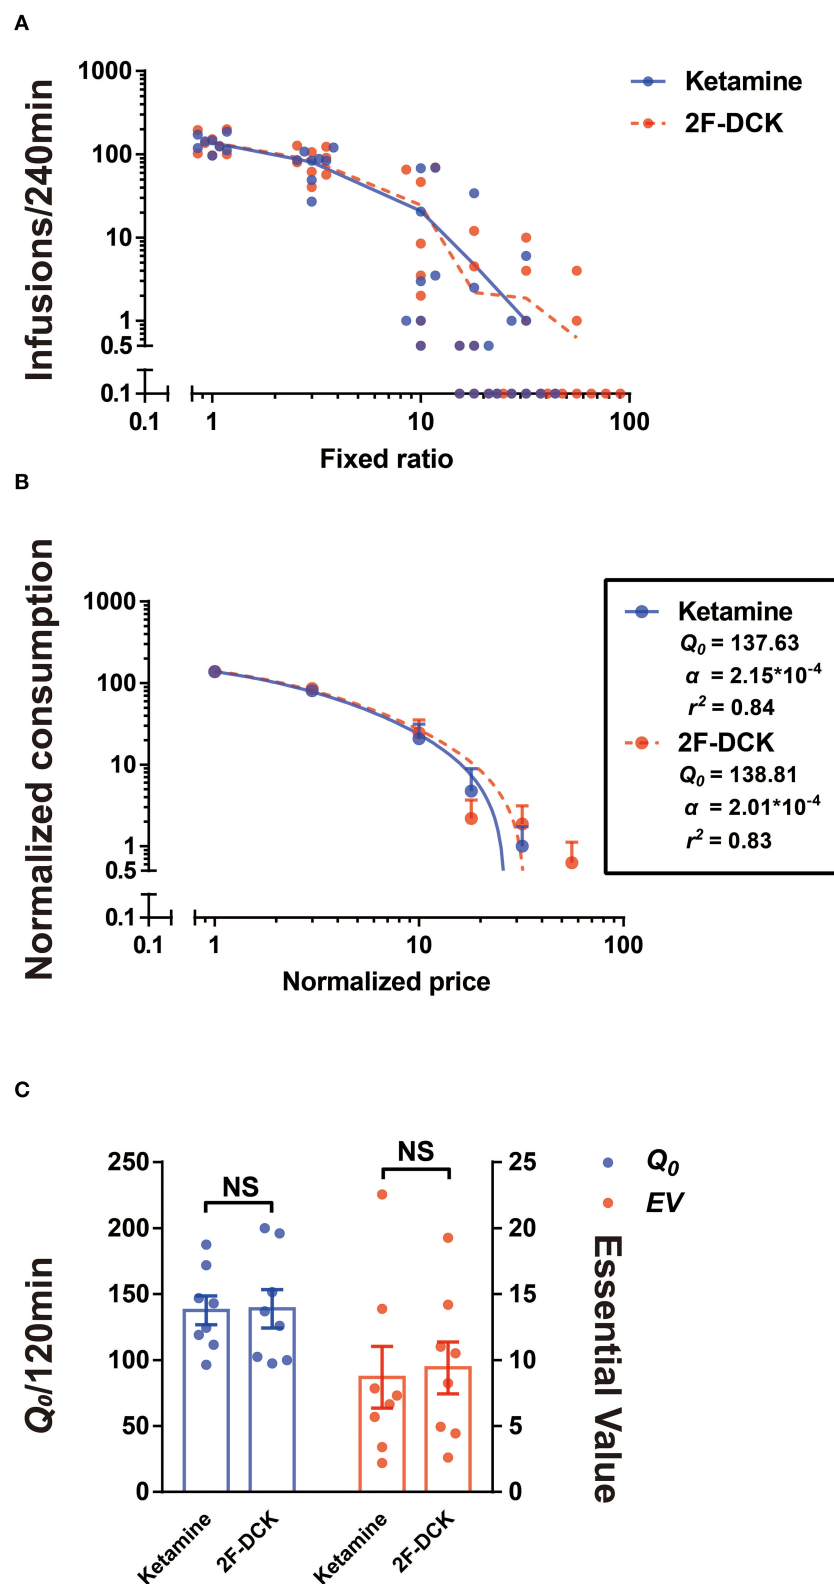 A
Infusions/240min
1000
100
10
1
0.5
0.1
0.1
1
10
100
Fixed ratio
Ketamine
2F-DCK
B
Normalized consumption
1000
100
10
1
0.5
0.1
0.1
1
10
100
Normalized price
Ketamine
Q0 = 137.63
α = 2.15*10-4
r2 = 0.84
2F-DCK
Q0 = 138.81
α = 2.01*10-4
r2 = 0.83
C
Q0/120min
250
200
150
100
50
0
NS
NS
25
20
15
10
5
0
Essential Value
Q0
EV
Ketamine
2F-DCK
Ketamine
2F-DCK